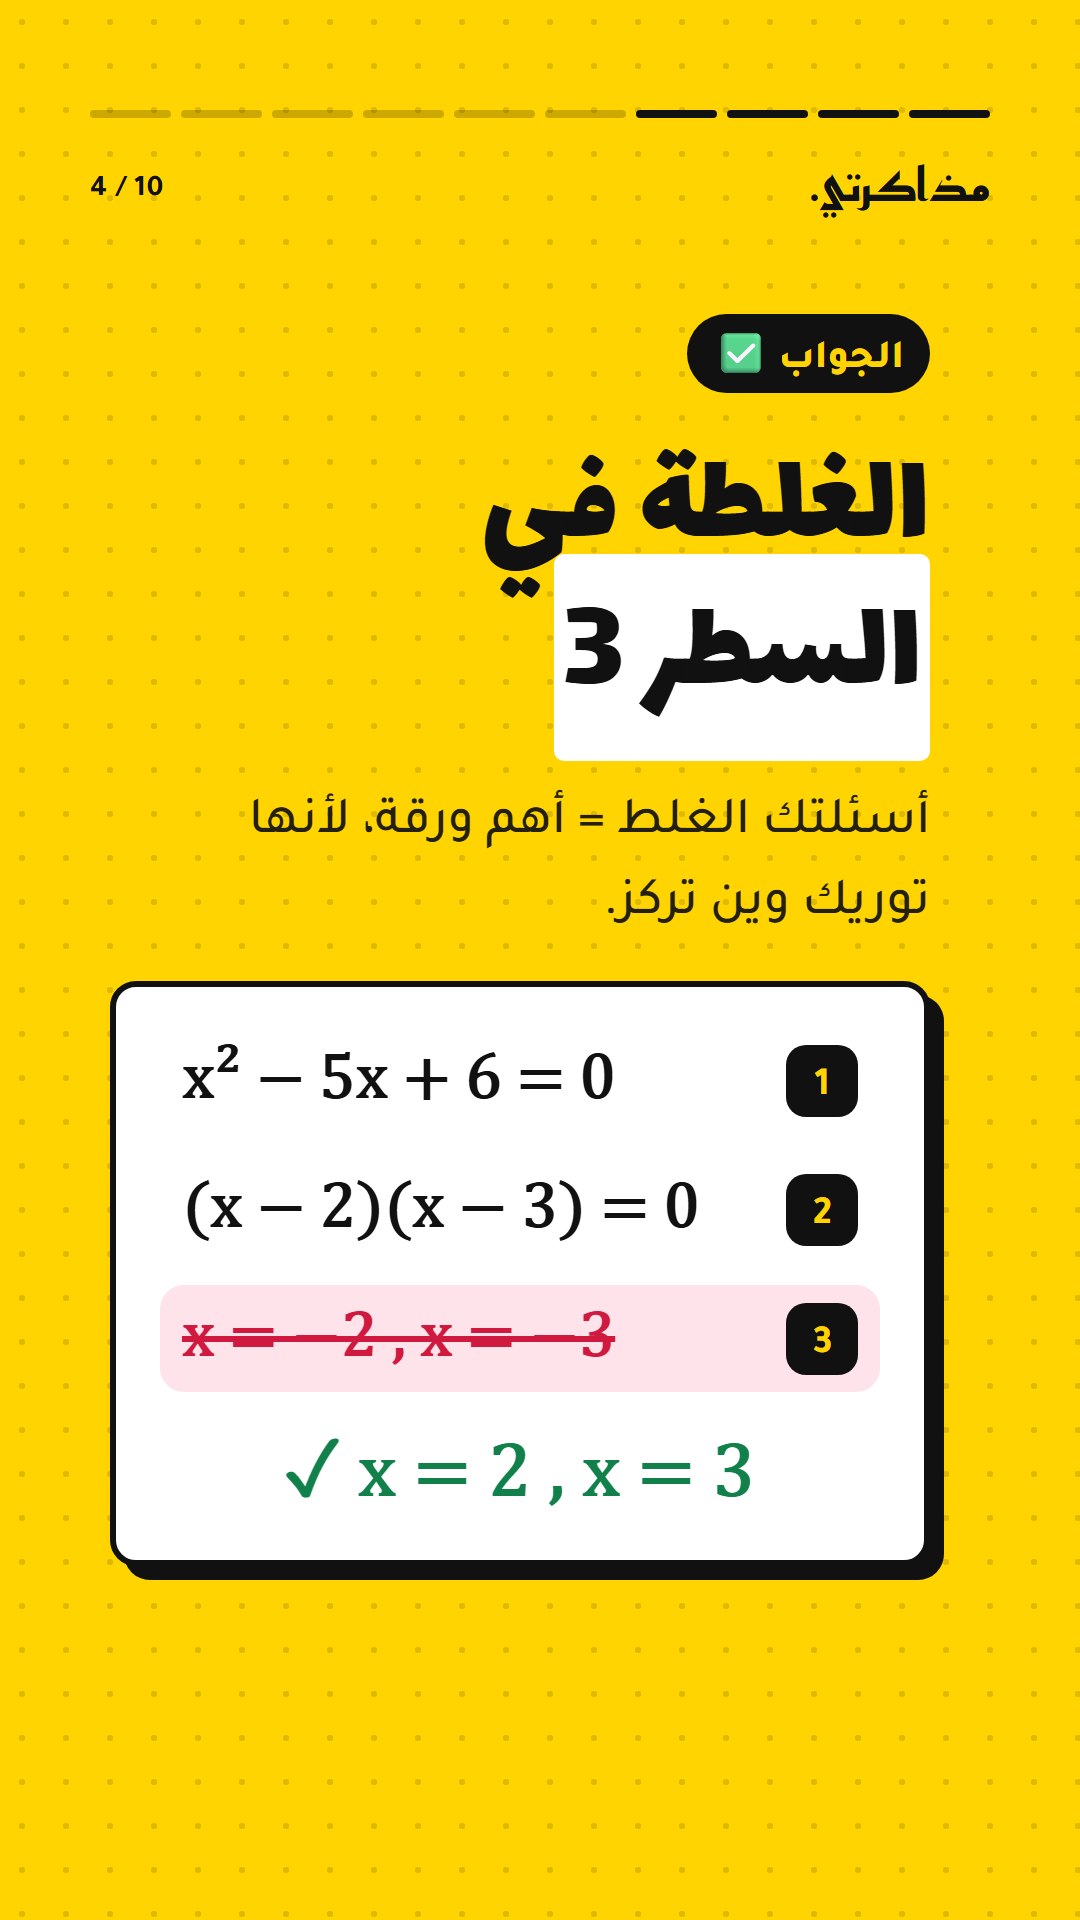 مذاكرتي.
4 / 10
الجواب ✅
الغلطة في
السطر 3
أسئلتك الغلط = أهم ورقة، لأنها
توريك وين تركز.
1 x² − 5x + 6 = 0
2 (x − 2)(x − 3) = 0
3 x = −2 , x = −3
✓ x = 2 , x = 3